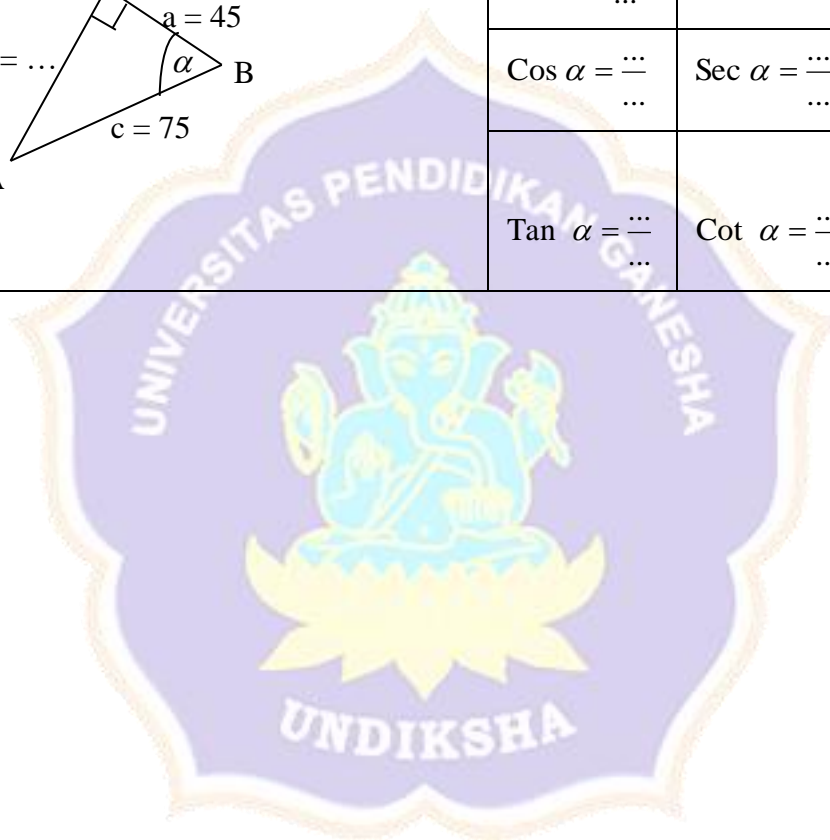 ...
a = 45
= …
α
B
c = 75
Cos α = .../...
Sec α = .../...
Tan α = .../...
Cot α = .../...
UNIVERSITAS PENDIDIKAN GANESHA
UNDIKSHA